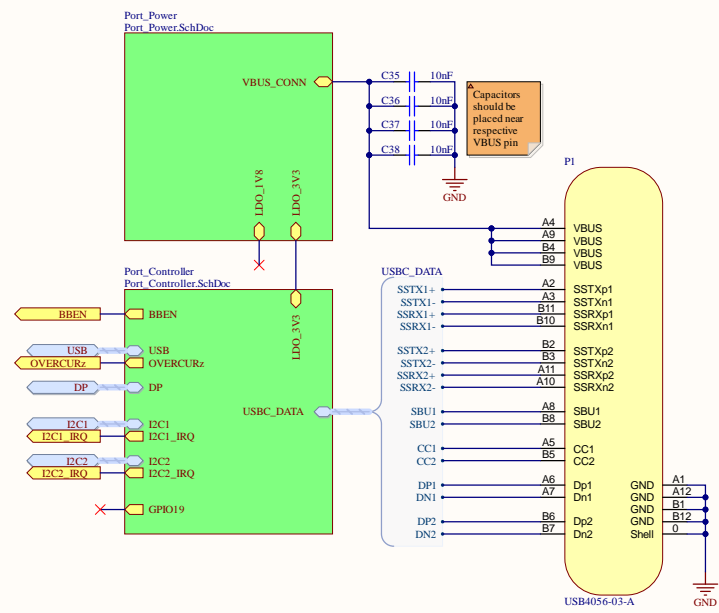 Port_Power
Port_Power.SchDoc
VBUS_CONN
LDO_1V8
LDO_3V3
C35 10nF
C36 10nF
C37 10nF
C38 10nF
Capacitors
should be
placed near
respective
VBUS pin
GND
Port_Controller
Port_Controller.SchDoc
LDO_3V3
BBEN BBEN
USB USB
OVERCURz OVERCURz
DP DP
I2C1 I2C1
I2C1_IRQ I2C1_IRQ
I2C2 I2C2
I2C2_IRQ I2C2_IRQ
GPIO19
USBC_DATA
USBC_DATA
SSTX1+
SSTX1-
SSRX1+
SSRX1-
SSTX2+
SSTX2-
SSRX2+
SSRX2-
SBU1
SBU2
CC1
CC2
DP1
DN1
DP2
DN2
P1
A4 VBUS
A9 VBUS
B4 VBUS
B9 VBUS
A2 SSTXp1
A3 SSTXn1
B11 SSRXp1
B10 SSRXn1
B2 SSTXp2
B3 SSTXn2
A11 SSRXp2
A10 SSRXn2
A8 SBU1
B8 SBU2
A5 CC1
B5 CC2
A6 Dp1
A7 Dn1
B6 Dp2
B7 Dn2
GND A1
GND A12
GND B1
GND B12
Shell 0
USB4056-03-A
GND